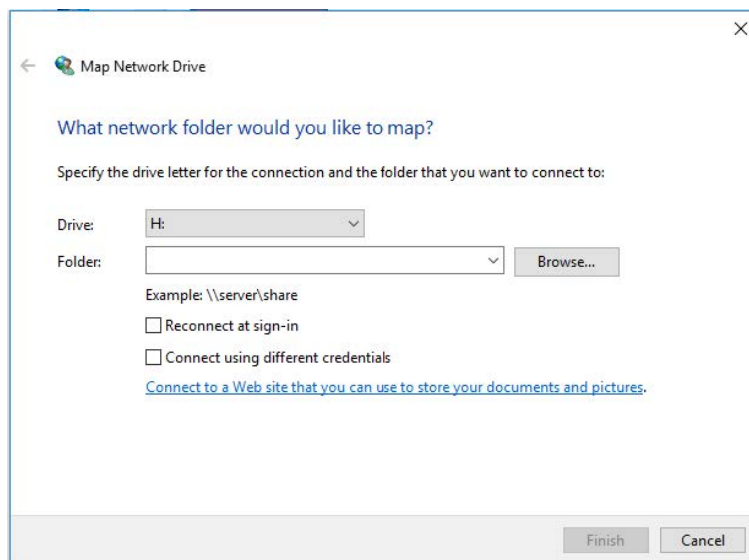 Map Network Drive
What network folder would you like to map?
Specify the drive letter for the connection and the folder that you want to connect to:
Drive: H:
Folder: Browse...
Example: \\server\share
Reconnect at sign-in
Connect using different credentials
Connect to a Web site that you can use to store your documents and pictures.
Finish Cancel